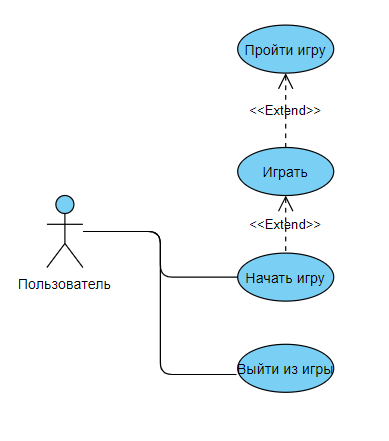 Пройти игру
<<Extend>>
Играть
<<Extend>>
Пользователь
Начать игру
Выйти из игры